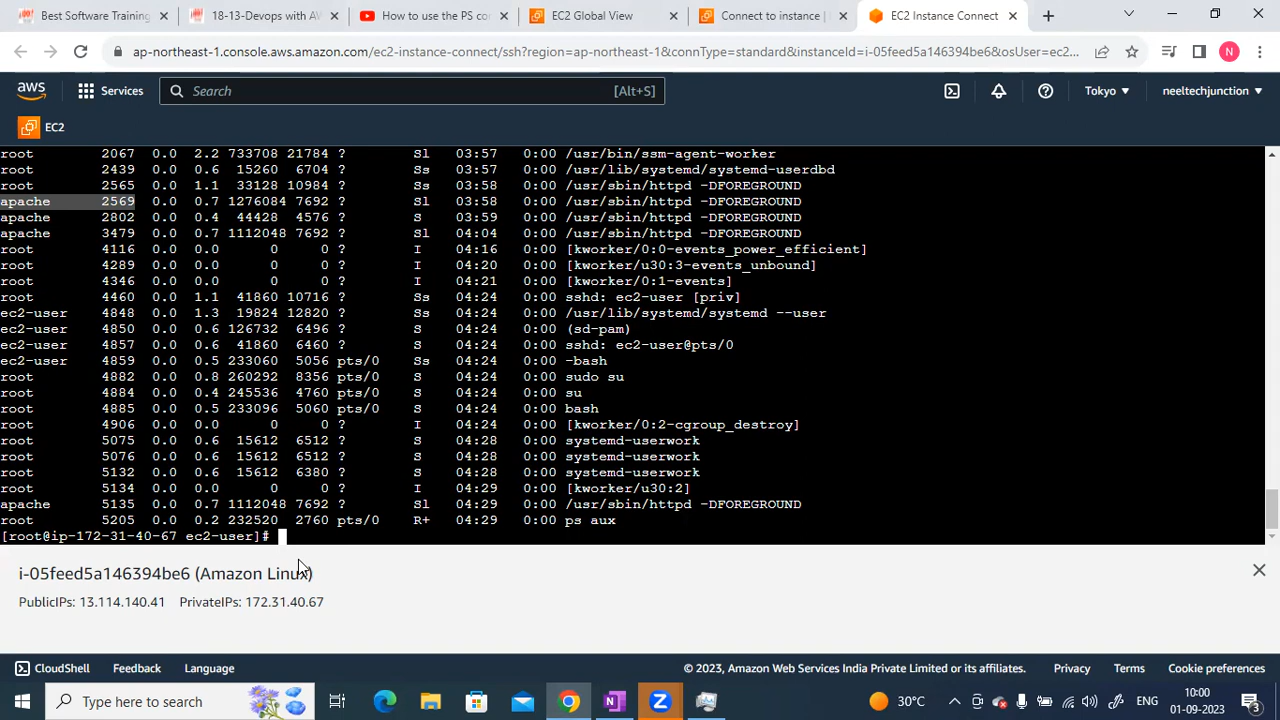 Best Software Training
18-13-Devops with AW
How to use the PS co
EC2 Global View
Connect to instance |
EC2 Instance Connect
ap-northeast-1.console.aws.amazon.com/ec2-instance-connect/ssh?region=ap-northeast-1&connType=standard&instanceId=i-05feed5a146394be6&osUser=ec2...
N
aws
Services
Search
[Alt+S]
Tokyo
neeltechjunction
EC2
root 2067 0.0 2.2 733708 21784 ? Sl 03:57 0:00 /usr/bin/ssm-agent-worker
root 2439 0.0 0.6 15260 6704 ? Ss 03:57 0:00 /usr/lib/systemd/systemd-userdbd
root 2565 0.0 1.1 33128 10984 ? Ss 03:58 0:00 /usr/sbin/httpd -DFOREGROUND
apache 2569 0.0 0.7 1276084 7692 ? Sl 03:58 0:00 /usr/sbin/httpd -DFOREGROUND
apache 2802 0.0 0.4 44428 4576 ? S 03:59 0:00 /usr/sbin/httpd -DFOREGROUND
apache 3479 0.0 0.7 1112048 7692 ? Sl 04:04 0:00 /usr/sbin/httpd -DFOREGROUND
root 4116 0.0 0.0 0 0 ? I 04:16 0:00 [kworker/0:0-events_power_efficient]
root 4289 0.0 0.0 0 0 ? I 04:20 0:00 [kworker/u30:3-events_unbound]
root 4346 0.0 0.0 0 0 ? I 04:21 0:00 [kworker/0:1-events]
root 4460 0.0 1.1 41860 10716 ? Ss 04:24 0:00 sshd: ec2-user [priv]
ec2-user 4848 0.0 1.3 19824 12820 ? Ss 04:24 0:00 /usr/lib/systemd/systemd --user
ec2-user 4850 0.0 0.6 126732 6496 ? S 04:24 0:00 (sd-pam)
ec2-user 4857 0.0 0.6 41860 6460 ? S 04:24 0:00 sshd: ec2-user@pts/0
ec2-user 4859 0.0 0.5 233060 5056 pts/0 Ss 04:24 0:00 -bash
root 4882 0.0 0.8 260292 8356 pts/0 S 04:24 0:00 sudo su
root 4884 0.0 0.4 245536 4760 pts/0 S 04:24 0:00 su
root 4885 0.0 0.5 233096 5060 pts/0 S 04:24 0:00 bash
root 4906 0.0 0.0 0 0 ? I 04:24 0:00 [kworker/0:2-cgroup_destroy]
root 5075 0.0 0.6 15612 6512 ? S 04:28 0:00 systemd-userwork
root 5076 0.0 0.6 15612 6512 ? S 04:28 0:00 systemd-userwork
root 5132 0.0 0.6 15612 6380 ? S 04:28 0:00 systemd-userwork
root 5134 0.0 0.0 0 0 ? I 04:29 0:00 [kworker/u30:2]
apache 5135 0.0 0.7 1112048 7692 ? Sl 04:29 0:00 /usr/sbin/httpd -DFOREGROUND
root 5205 0.0 0.2 232520 2760 pts/0 R+ 04:29 0:00 ps aux
[root@ip-172-31-40-67 ec2-user]#
i-05feed5a146394be6 (Amazon Linux)
PublicIPs: 13.114.140.41 PrivateIPs: 172.31.40.67
CloudShell
Feedback
Language
© 2023, Amazon Web Services India Private Limited or its affiliates.
Privacy
Terms
Cookie preferences
Type here to search
30°C
ENG
10:00
01-09-2023
3